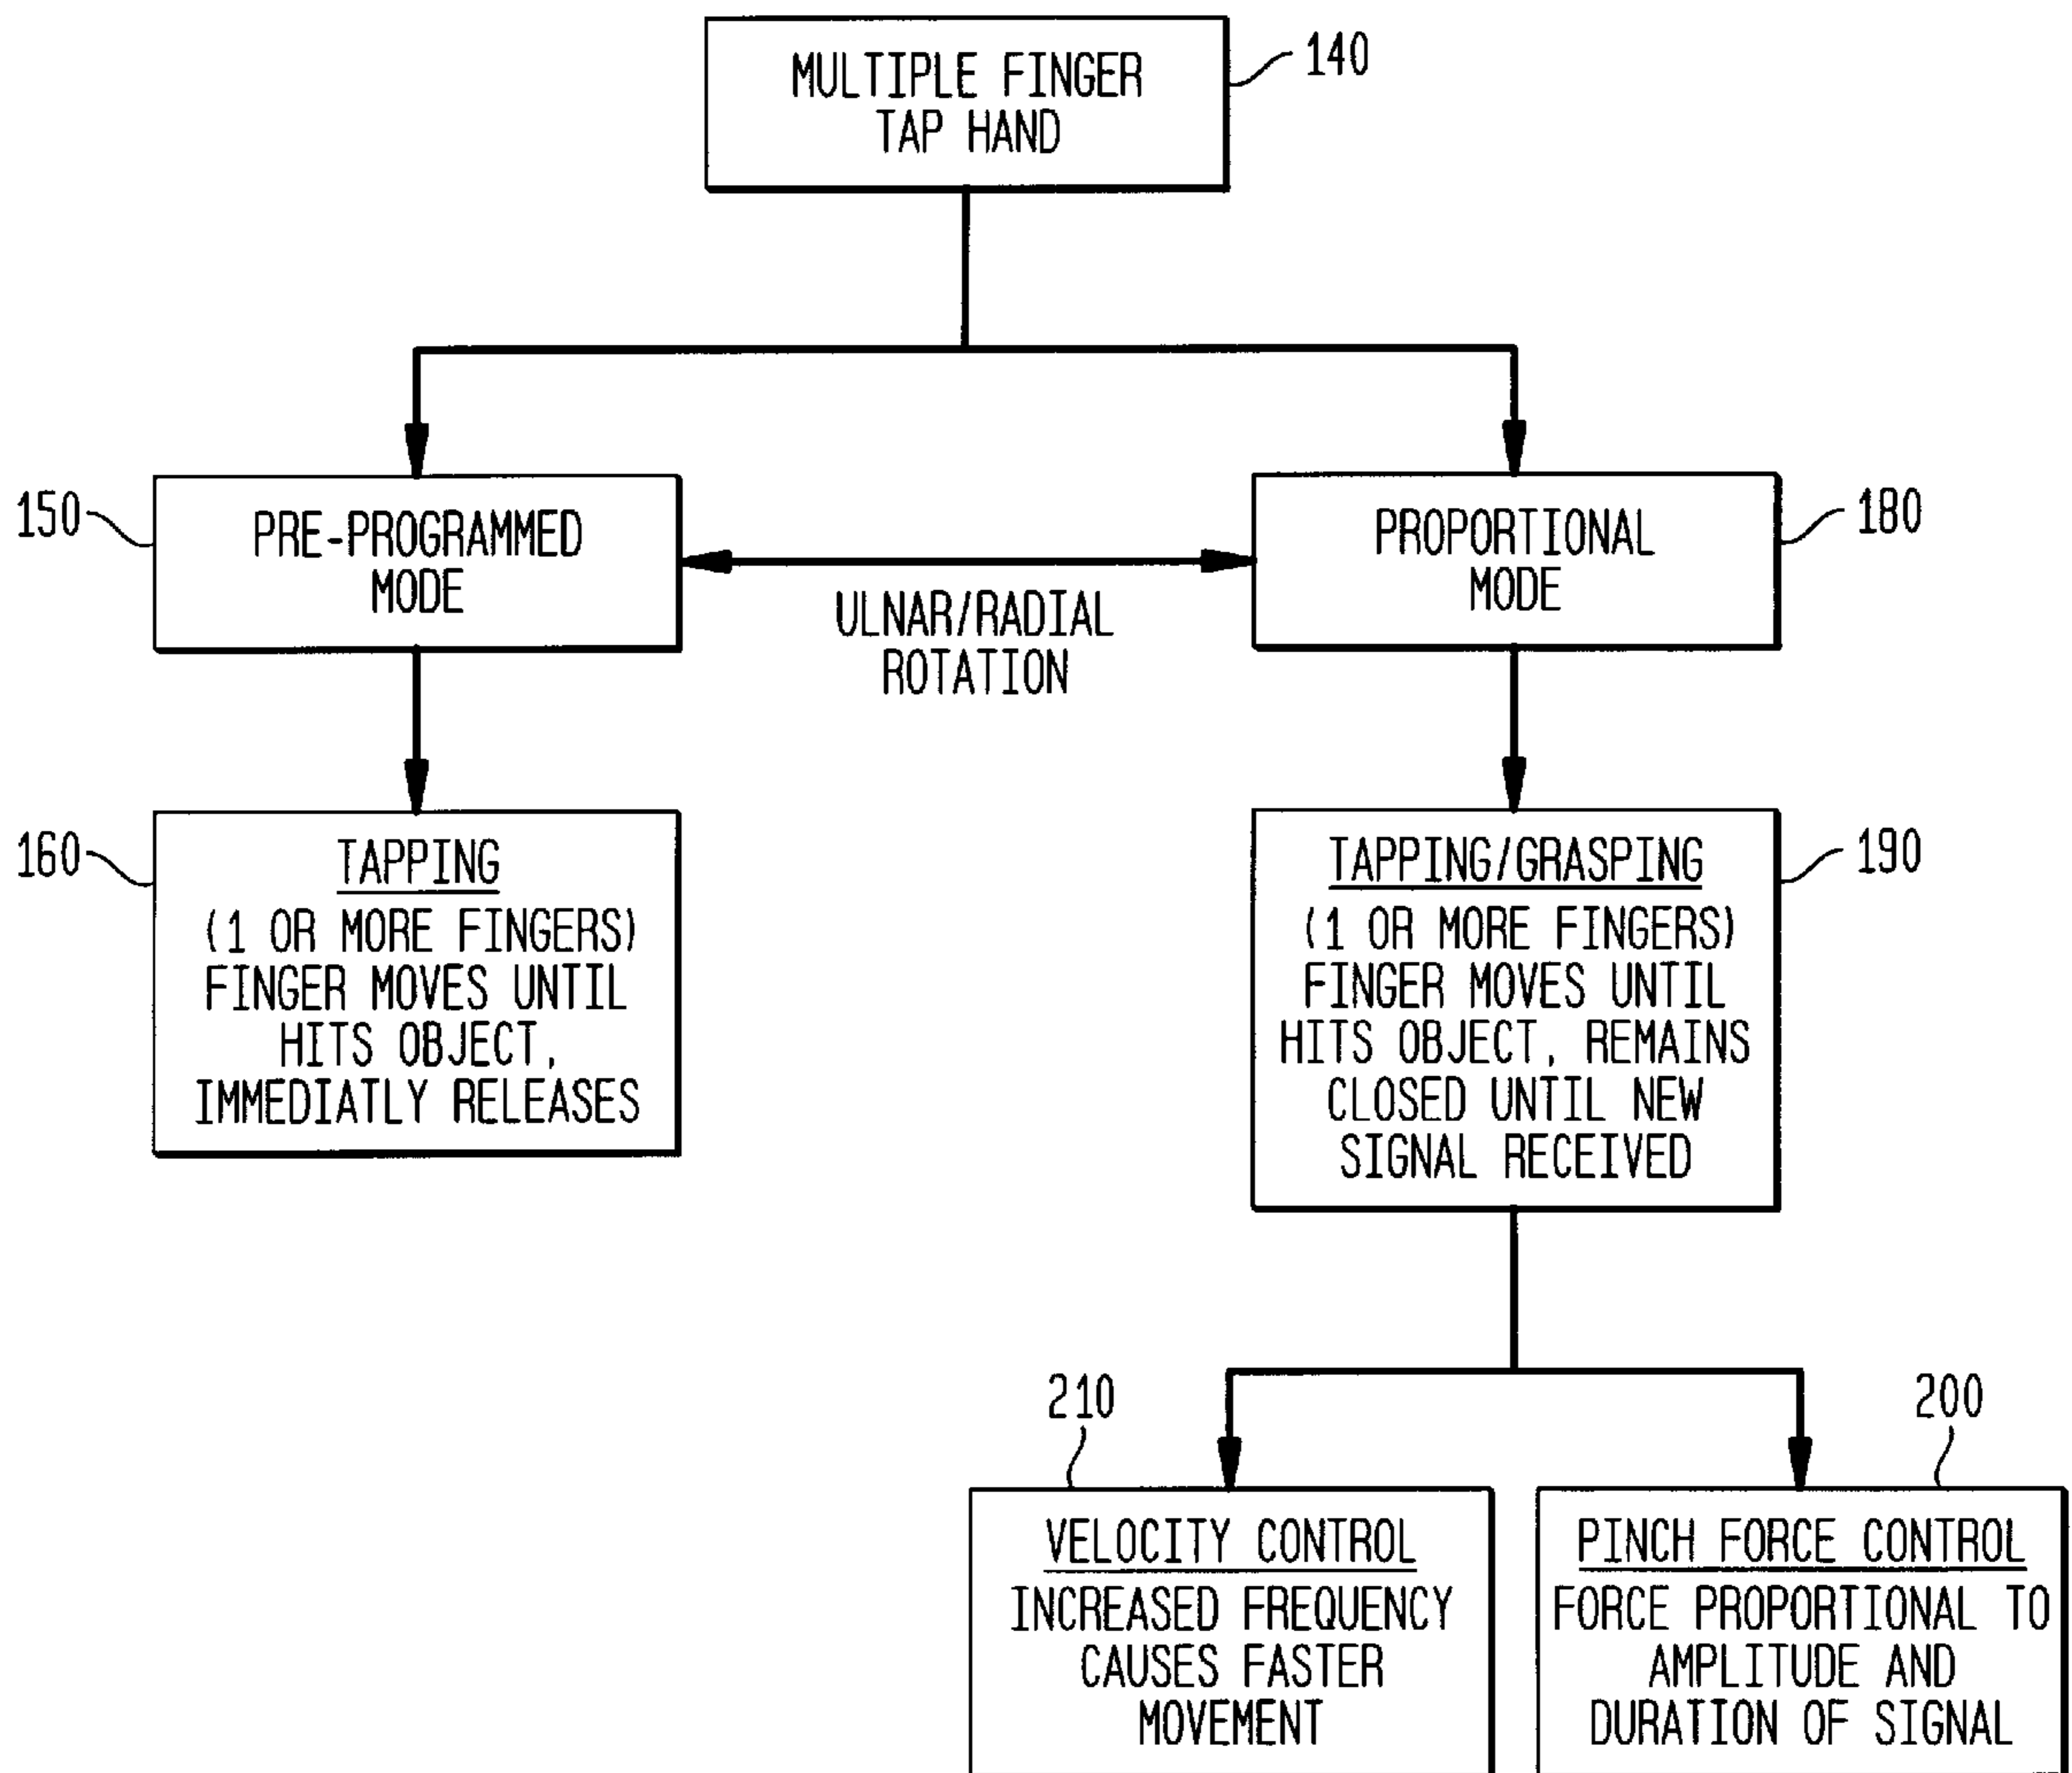 MULTIPLE FINGER
TAP HAND
140
150
PRE-PROGRAMMED
MODE
ULNAR/RADIAL
ROTATION
PROPORTIONAL
MODE
180
160
TAPPING
(1 OR MORE FINGERS)
FINGER MOVES UNTIL
HITS OBJECT,
IMMEDIATLY RELEASES
TAPPING/GRASPING
(1 OR MORE FINGERS)
FINGER MOVES UNTIL
HITS OBJECT, REMAINS
CLOSED UNTIL NEW
SIGNAL RECEIVED
190
210
VELOCITY CONTROL
INCREASED FREQUENCY
CAUSES FASTER
MOVEMENT
200
PINCH FORCE CONTROL
FORCE PROPORTIONAL TO
AMPLITUDE AND
DURATION OF SIGNAL